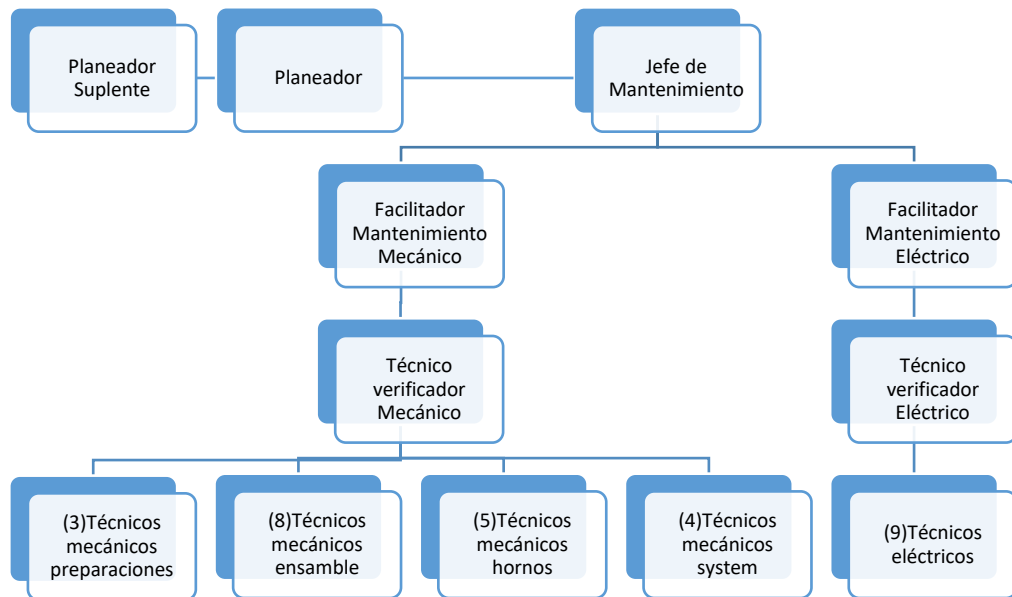 Planeador
Suplente
Planeador
Jefe de
Mantenimiento
Facilitador
Mantenimiento
Mecánico
Facilitador
Mantenimiento
Eléctrico
Técnico
verificador
Mecánico
Técnico
verificador
Eléctrico
(3)Técnicos
mecánicos
preparaciones
(8)Técnicos
mecánicos
ensamble
(5)Técnicos
mecánicos
hornos
(4)Técnicos
mecánicos
system
(9)Técnicos
eléctricos